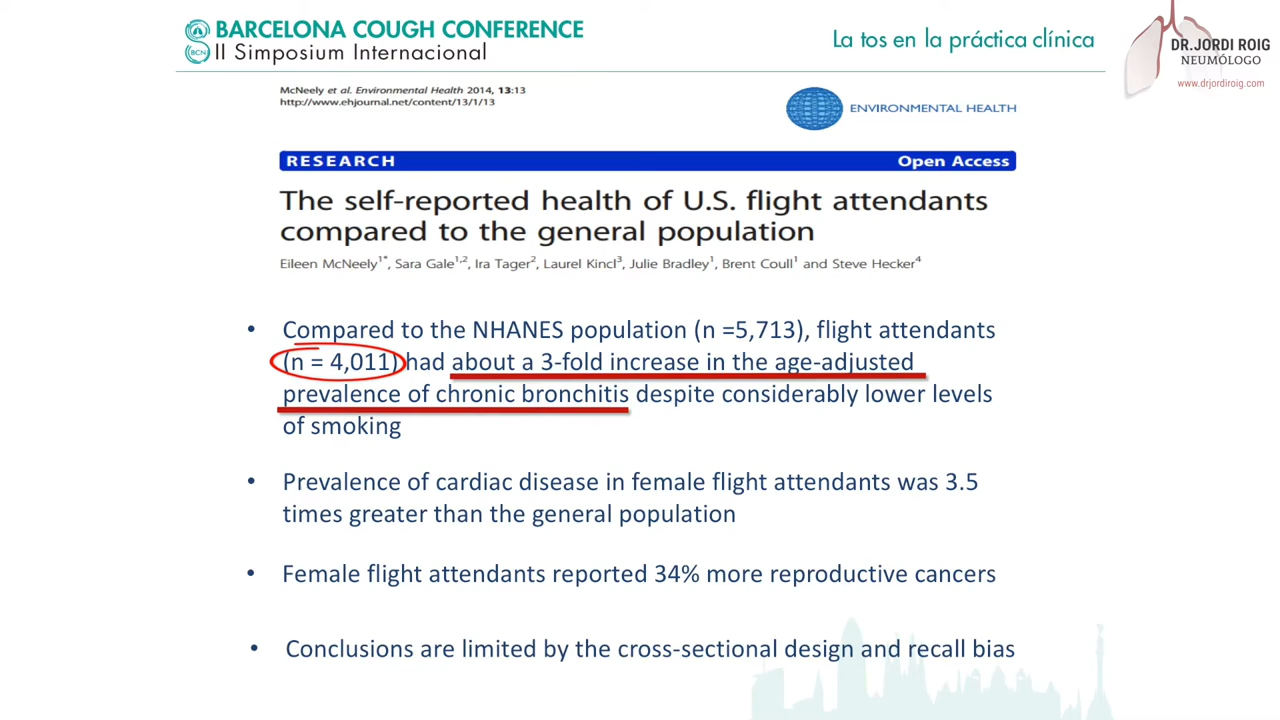 BARCELONA COUGH CONFERENCE
II Simposium Internacional
BCN
La tos en la práctica clínica
DR.JORDI ROIG
NEUMÓLOGO
www.drjordiroig.com
McNeely et al. Environmental Health 2014, 13:13
http://www.ehjournal.net/content/13/1/13
ENVIRONMENTAL HEALTH
RESEARCH Open Access
The self-reported health of U.S. flight attendants
compared to the general population
Eileen McNeely1*, Sara Gale1,2, Ira Tager2, Laurel Kincl3, Julie Bradley1, Brent Coull1 and Steve Hecker4
• Compared to the NHANES population (n =5,713), flight attendants
(n = 4,011) had about a 3-fold increase in the age-adjusted
prevalence of chronic bronchitis despite considerably lower levels
of smoking
• Prevalence of cardiac disease in female flight attendants was 3.5
times greater than the general population
• Female flight attendants reported 34% more reproductive cancers
• Conclusions are limited by the cross-sectional design and recall bias